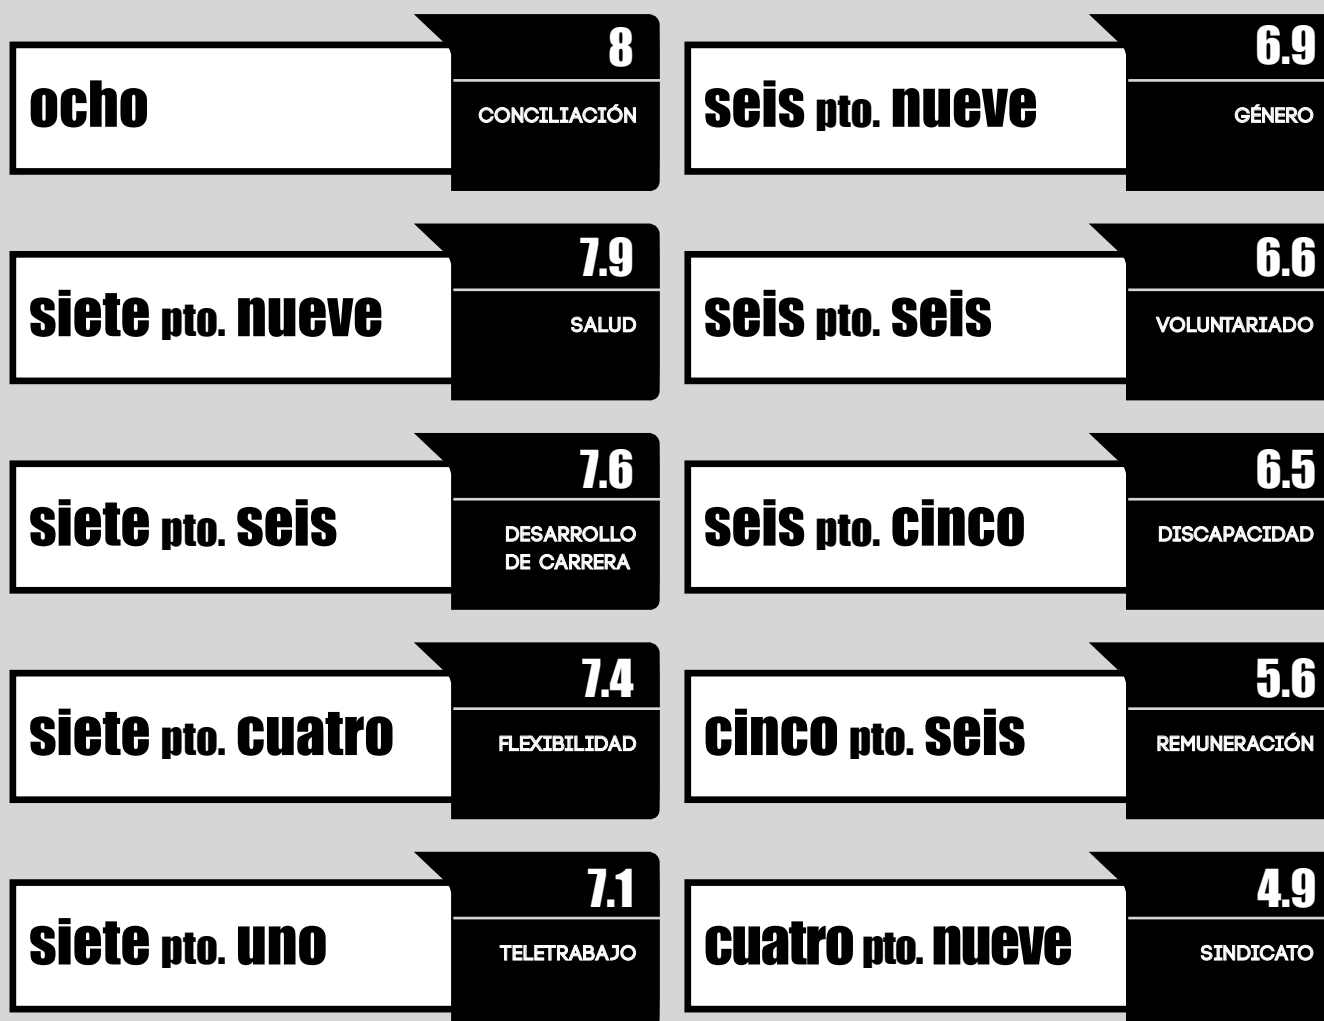 ocho
8
CONCILIACIÓN
siete pto. nueve
7.9
SALUD
siete pto. seis
7.6
DESARROLLO
DE CARRERA
siete pto. cuatro
7.4
FLEXIBILIDAD
siete pto. uno
7.1
TELETRABAJO
seis pto. nueve
6.9
GÉNERO
seis pto. seis
6.6
VOLUNTARIADO
seis pto. cinco
6.5
DISCAPACIDAD
cinco pto. seis
5.6
REMUNERACIÓN
cuatro pto. nueve
4.9
SINDICATO